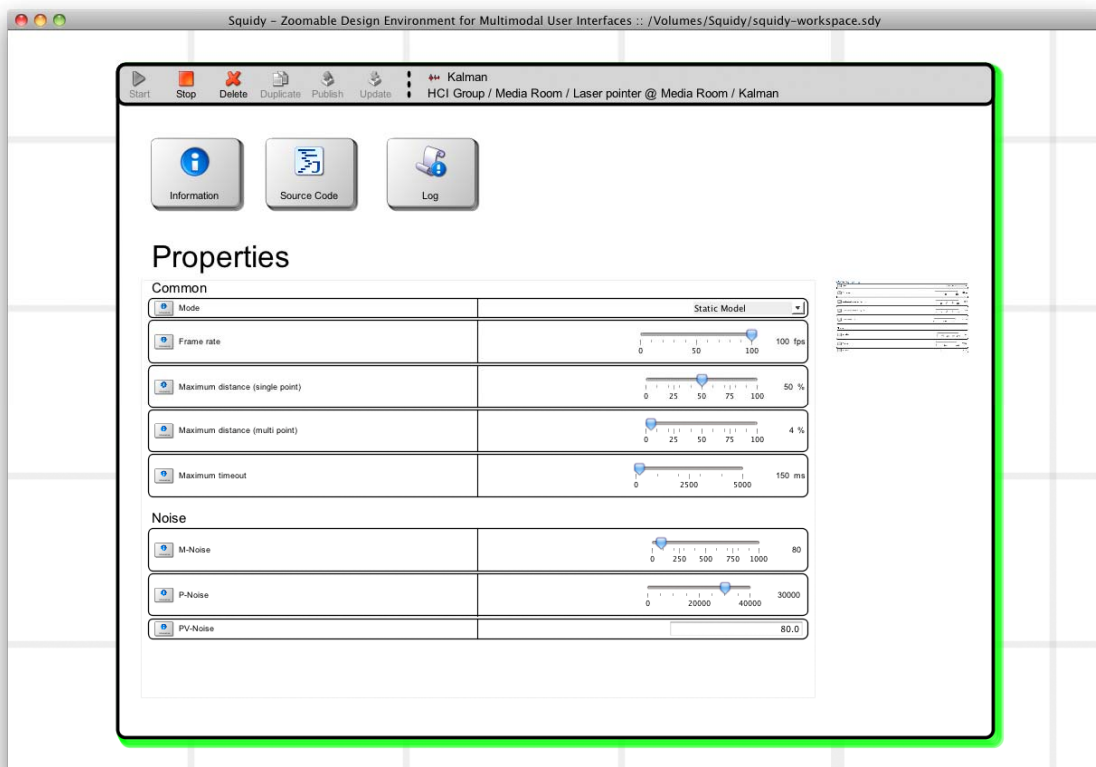 Squidy – Zoomable Design Environment for Multimodal User Interfaces :: /Volumes/Squidy/squidy-workspace.sdy
Start Stop Delete Duplicate Publish Update
Kalman
HCI Group / Media Room / Laser pointer @ Media Room / Kalman
Information Source Code Log
Properties
Common
Mode Static Model
Frame rate 100 fps
0 50 100
Maximum distance (single point) 50 %
0 25 50 75 100
Maximum distance (multi point) 4 %
0 25 50 75 100
Maximum timeout 150 ms
0 2500 5000
Noise
M-Noise 80
0 250 500 750 1000
P-Noise 30000
0 20000 40000
PV-Noise 80.0